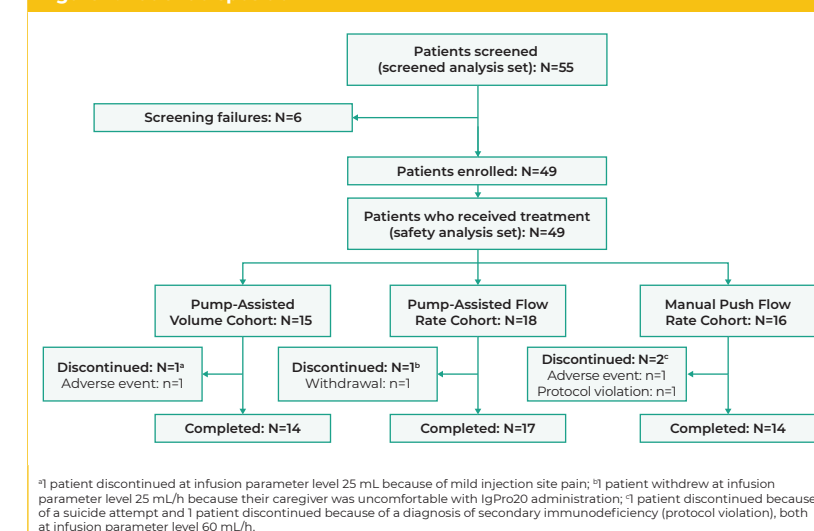 Patients screened
(screened analysis set): N=55
Screening failures: N=6
Patients enrolled: N=49
Patients who received treatment
(safety analysis set): N=49
Pump-Assisted
Volume Cohort: N=15
Pump-Assisted Flow
Rate Cohort: N=18
Manual Push Flow
Rate Cohort: N=16
Discontinued: N=1ᵃ
Adverse event: n=1
Discontinued: N=1ᵇ
Withdrawal: n=1
Discontinued: N=2ᶜ
Adverse event: n=1
Protocol violation: n=1
Completed: N=14
Completed: N=17
Completed: N=14
ᵃ1 patient discontinued at infusion parameter level 25 mL because of mild injection site pain; ᵇ1 patient withdrew at infusion
parameter level 25 mL/h because their caregiver was uncomfortable with IgPro20 administration; ᶜ1 patient discontinued because
of a suicide attempt and 1 patient discontinued because of a diagnosis of secondary immunodeficiency (protocol violation), both
at infusion parameter level 60 mL/h.